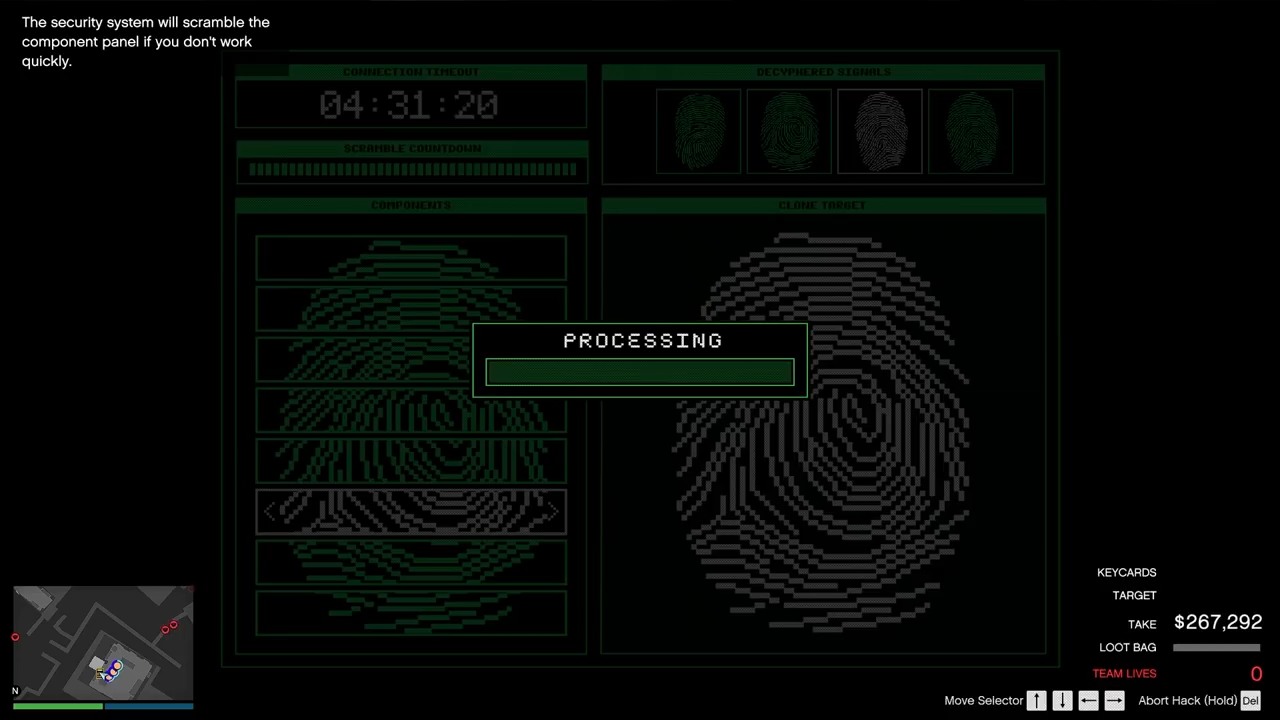 The security system will scramble the
component panel if you don't work
quickly.
CONNECTION TIMEOUT
04:31:20
SCRAMBLE COUNTDOWN
COMPONENTS
DECYPHERED SIGNALS
CLONE TARGET
PROCESSING
N
KEYCARDS
TARGET
TAKE $267,292
LOOT BAG
TEAM LIVES 0
Move Selector ↑ ↓ ← → Abort Hack (Hold) Del